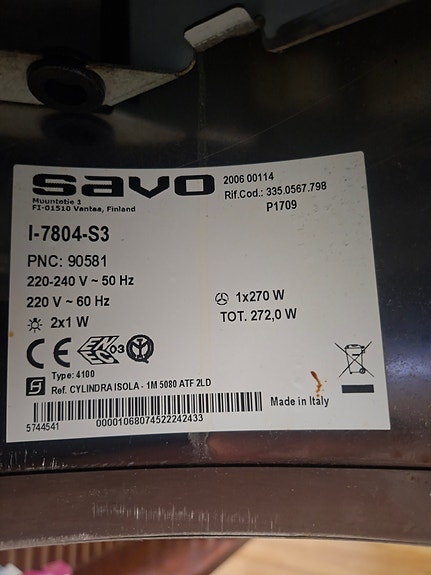 SAVO
2006 00114
Muuntotie 1
FI-01510 Vantaa, Finland
Rif.Cod.: 335.0567.798
P1709
I-7804-S3
PNC: 90581
220-240 V ~ 50 Hz
220 V ~ 60 Hz
1x270 W
2x1 W
TOT. 272,0 W
CE
EN
EC
03
Type: 4100
Ref. CYLINDRA ISOLA - 1M 5080 ATF 2LD
Made in Italy
5744541
00001068074522242433